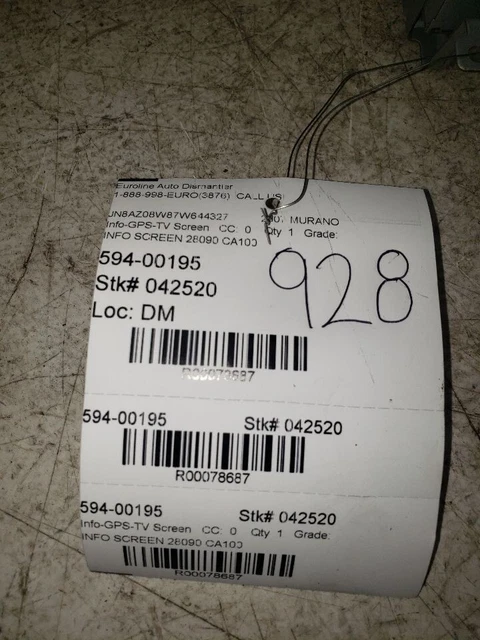 Euroline Auto Dismantler
1-888-998-EURO(3876) CALL US!
JN8AZ08W87W644327 2007 MURANO
Info-GPS-TV Screen CC: 0 Qty 1 Grade:
INFO SCREEN 28090 CA100
594-00195
Stk# 042520
Loc: DM
928
R00078687
594-00195 Stk# 042520
R00078687
594-00195 Stk# 042520
Info-GPS-TV Screen CC: 0 Qty 1 Grade:
INFO SCREEN 28090 CA100
R00078687